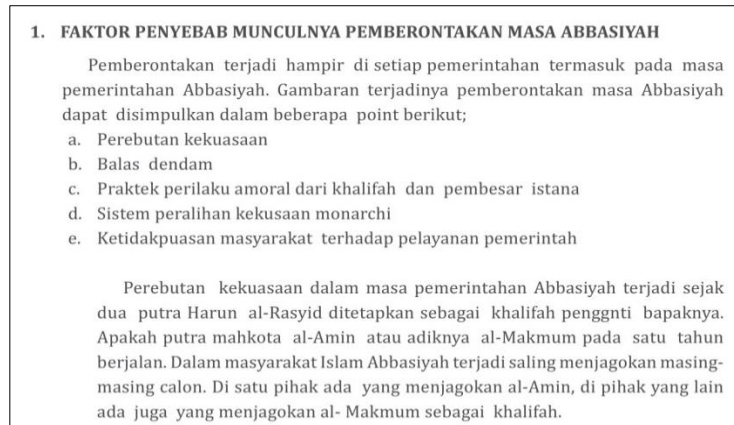 1. FAKTOR PENYEBAB MUNCULNYA PEMBERONTAKAN MASA ABBASIYAH
Pemberontakan terjadi hampir di setiap pemerintahan termasuk pada masa
pemerintahan Abbasiyah. Gambaran terjadinya pemberontakan masa Abbasiyah
dapat disimpulkan dalam beberapa point berikut;
a. Perebutan kekuasaan
b. Balas dendam
c. Praktek perilaku amoral dari khalifah dan pembesar istana
d. Sistem peralihan kekusaan monarchi
e. Ketidakpuasan masyarakat terhadap pelayanan pemerintah
Perebutan kekuasaan dalam masa pemerintahan Abbasiyah terjadi sejak
dua putra Harun al-Rasyid ditetapkan sebagai khalifah penggnti bapaknya.
Apakah putra mahkota al-Amin atau adiknya al-Makmum pada satu tahun
berjalan. Dalam masyarakat Islam Abbasiyah terjadi saling menjagokan masing-
masing calon. Di satu pihak ada yang menjagokan al-Amin, di pihak yang lain
ada juga yang menjagokan al- Makmum sebagai khalifah.